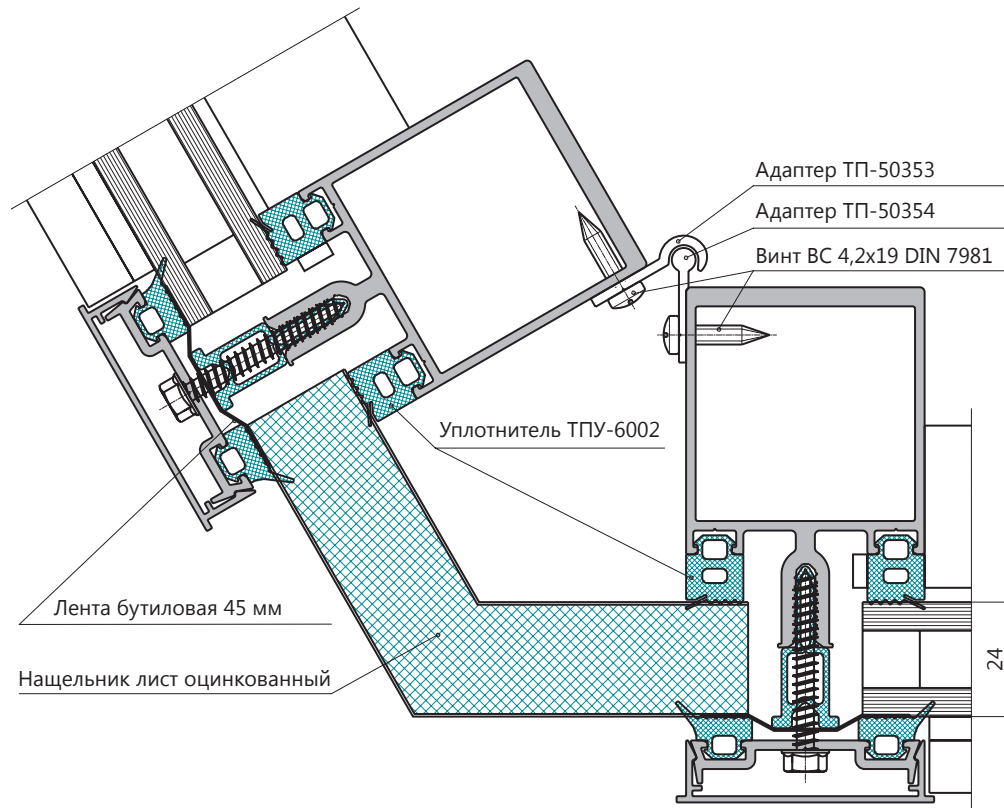 Адаптер ТП-50353
Адаптер ТП-50354
Винт ВС 4,2х19 DIN 7981
Уплотнитель ТПУ-6002
Лента бутиловая 45 мм
Нащельник лист оцинкованный
24